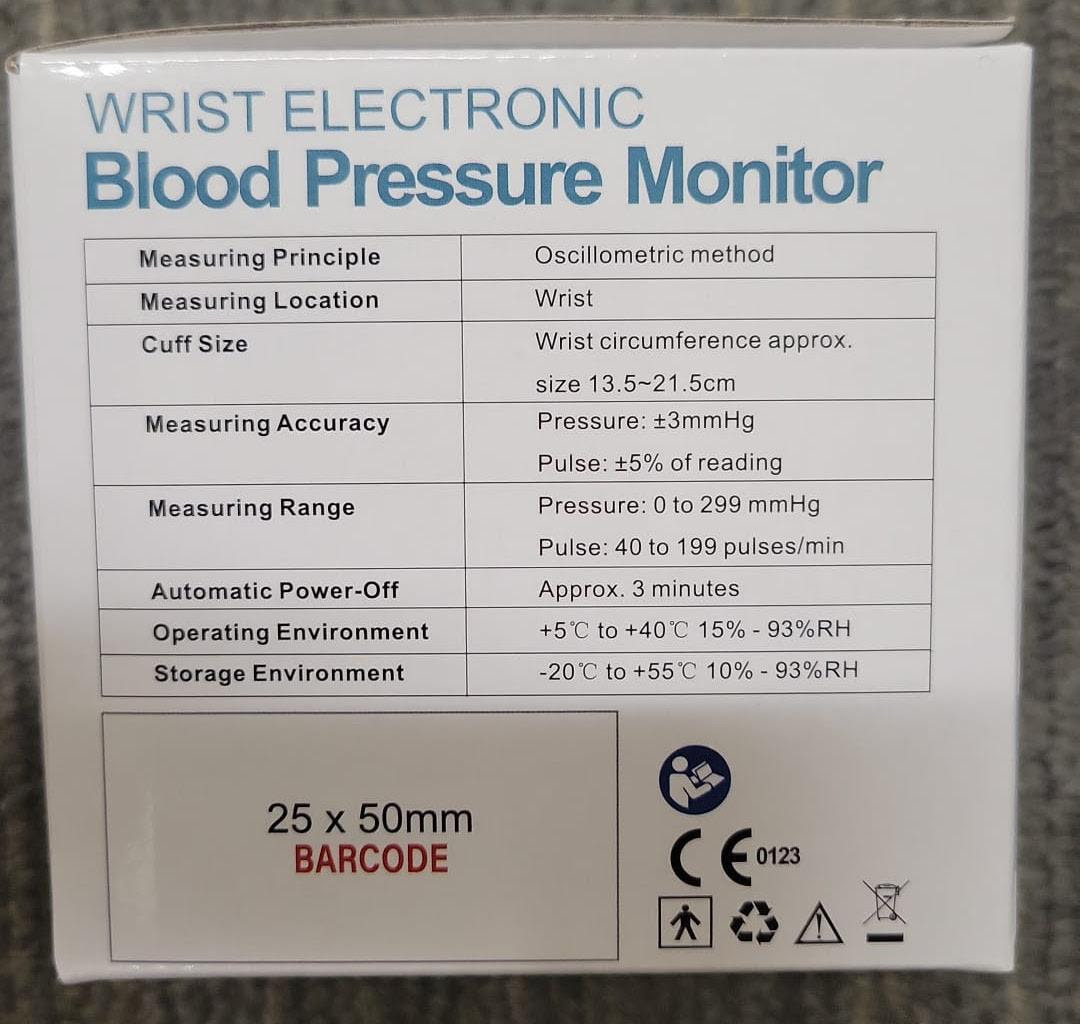 WRIST ELECTRONIC
Blood Pressure Monitor
Measuring Principle Oscillometric method
Measuring Location Wrist
Cuff Size Wrist circumference approx.
size 13.5~21.5cm
Measuring Accuracy Pressure: ±3mmHg
Pulse: ±5% of reading
Measuring Range Pressure: 0 to 299 mmHg
Pulse: 40 to 199 pulses/min
Automatic Power-Off Approx. 3 minutes
Operating Environment +5℃ to +40℃ 15% - 93%RH
Storage Environment -20℃ to +55℃ 10% - 93%RH
25 x 50mm
BARCODE
CE 0123